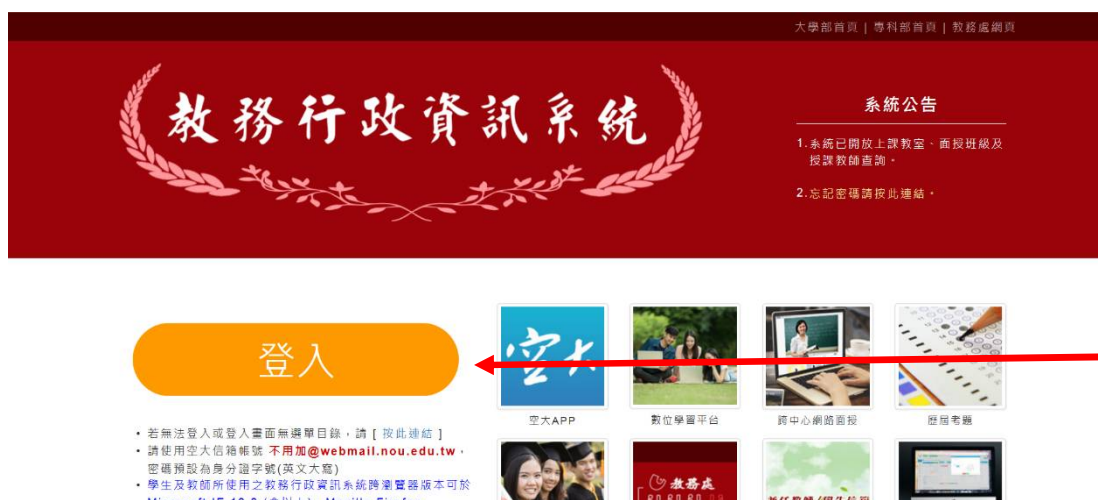 大學部首頁 | 專科部首頁 | 教務處網頁
教務行政資訊系統
系統公告
1.系統已開放上課教室、面授班級及
授課教師查詢。
2.忘記密碼請按此連結。
登入
空大
空大APP
數位學習平台
跨中心網路面授
歷屆考題
• 若無法登入或登入畫面無選單目錄，請 [ 按此連結 ]
• 請使用空大信箱帳號 不用加@webmail.nou.edu.tw，
密碼預設為身分證字號(英文大寫)
• 學生及教師所使用之教務行政資訊系統跨瀏覽器版本可於
教務處